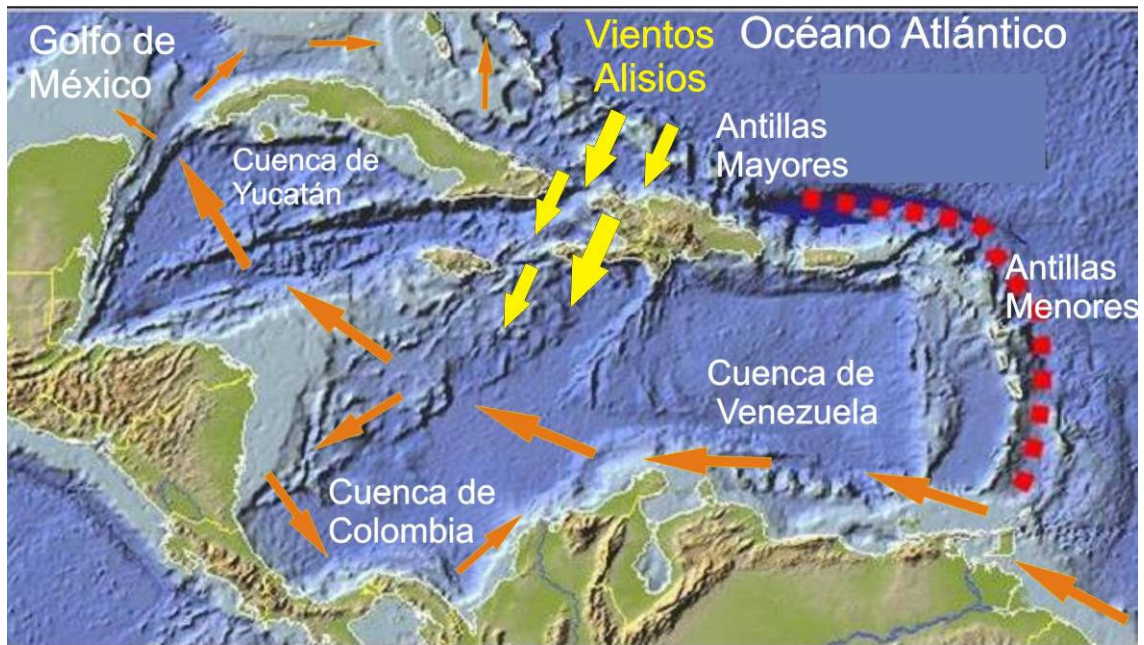 Golfo de
México
Vientos
Alisios
Océano Atlántico
Antillas
Mayores
Cuenca de
Yucatán
Antillas
Menores
Cuenca de
Venezuela
Cuenca de
Colombia